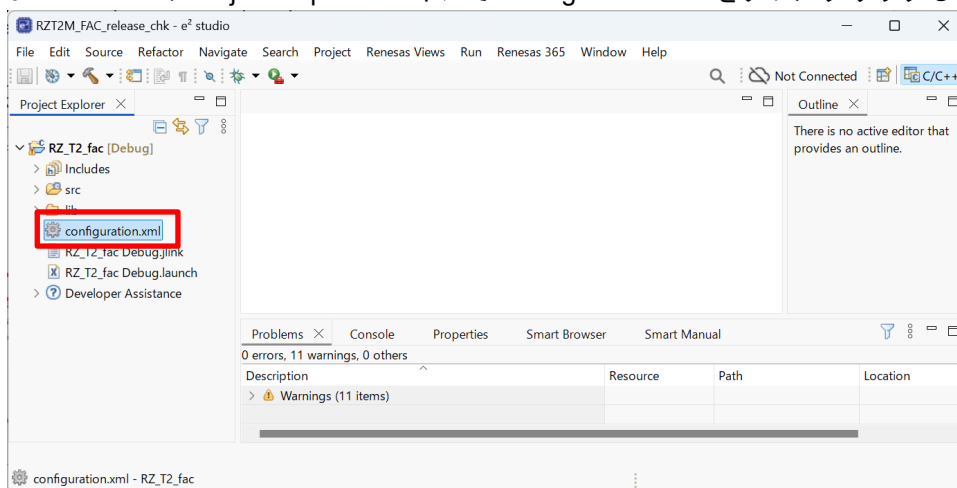 RZT2M_FAC_release_chk - e² studio
File Edit Source Refactor Navigate Search Project Renesas Views Run Renesas 365 Window Help
Not Connected C/C++
Project Explorer
RZ_T2_fac [Debug]
Includes
src
lib
configuration.xml
RZ_T2_fac Debug.jlink
RZ_T2_fac Debug.launch
Developer Assistance
Outline
There is no active editor that
provides an outline.
Problems Console Properties Smart Browser Smart Manual
0 errors, 11 warnings, 0 others
Description Resource Path Location
Warnings (11 items)
configuration.xml - RZ_T2_fac